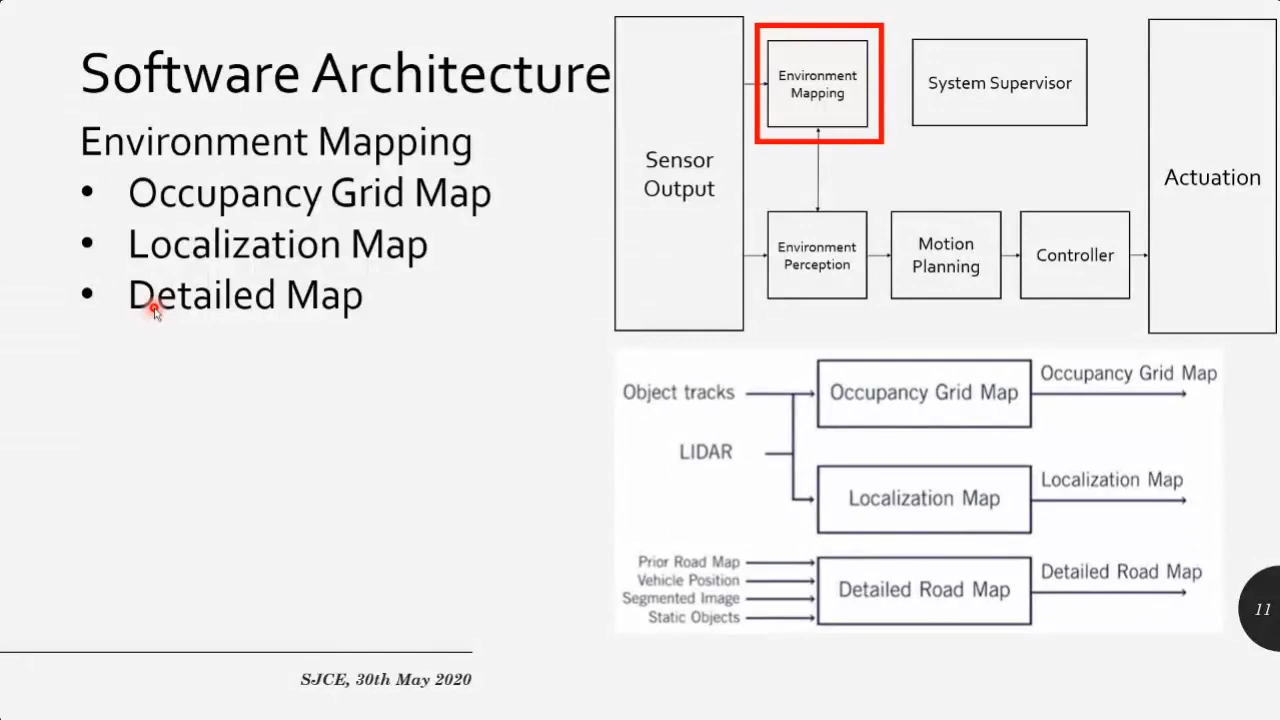 Software Architecture
Environment Mapping
• Occupancy Grid Map
• Localization Map
• Detailed Map
Sensor
Output
Environment
Mapping
System Supervisor
Actuation
Environment
Perception
Motion
Planning
Controller
Object tracks
LIDAR
Occupancy Grid Map
Occupancy Grid Map
Localization Map
Localization Map
Prior Road Map
Vehicle Position
Segmented Image
Static Objects
Detailed Road Map
Detailed Road Map
11
SJCE, 30th May 2020